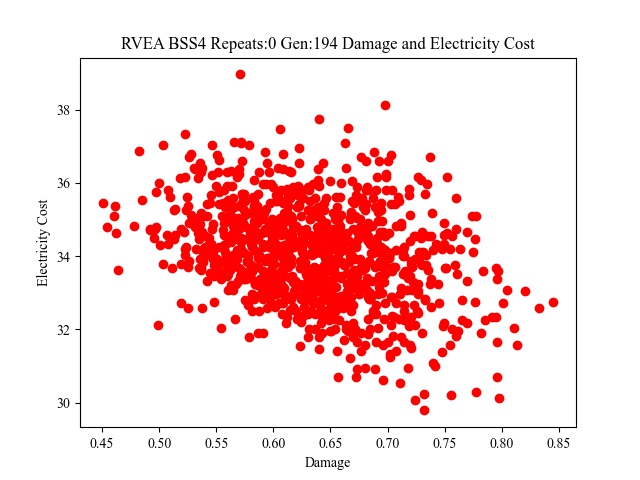 RVEA BSS4 Repeats:0 Gen:194 Damage and Electricity Cost
38
36
34
32
30
Electricity Cost
0.45 0.50 0.55 0.60 0.65 0.70 0.75 0.80 0.85
Damage